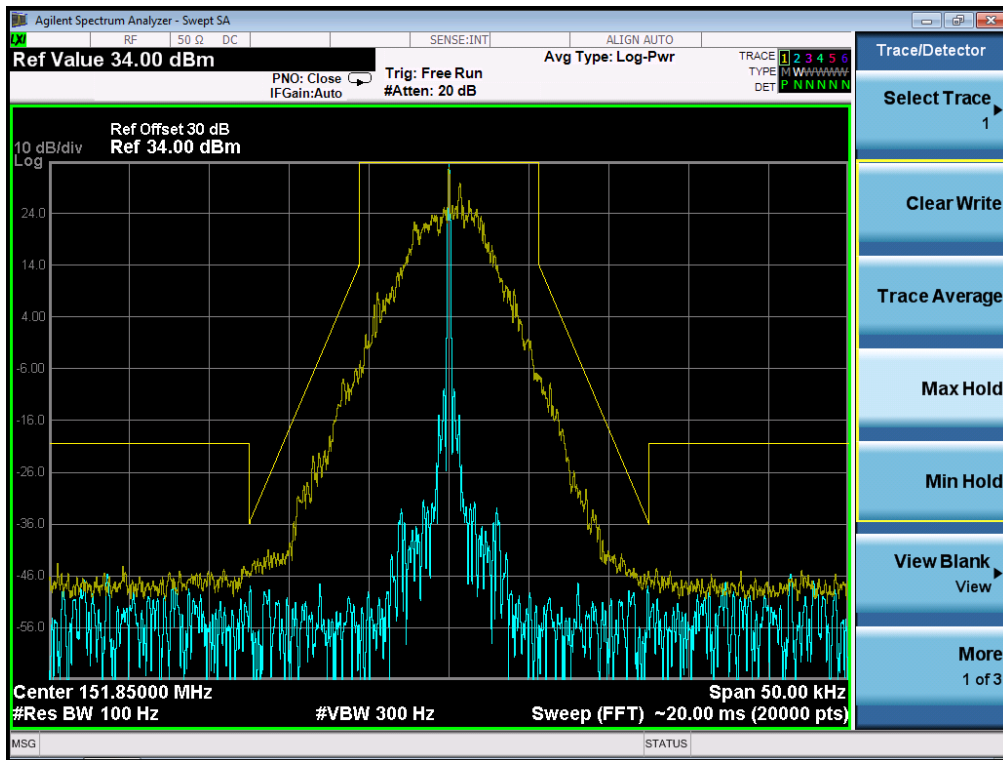 Agilent Spectrum Analyzer - Swept SA
LXI RF 50 Ω DC SENSE:INT ALIGN AUTO
Ref Value 34.00 dBm
PNO: Close
IFGain:Auto
Trig: Free Run
#Atten: 20 dB
Avg Type: Log-Pwr
TRACE 1 2 3 4 5 6
TYPE M W W W W W
DET P N N N N N
Ref Offset 30 dB
10 dB/div Ref 34.00 dBm
Log
24.0
14.0
4.00
-6.00
-16.0
-26.0
-36.0
-46.0
-56.0
Center 151.85000 MHz Span 50.00 kHz
#Res BW 100 Hz #VBW 300 Hz Sweep (FFT) ~20.00 ms (20000 pts)
MSG STATUS
Trace/Detector
Select Trace
1
Clear Write
Trace Average
Max Hold
Min Hold
View Blank
View
More
1 of 3